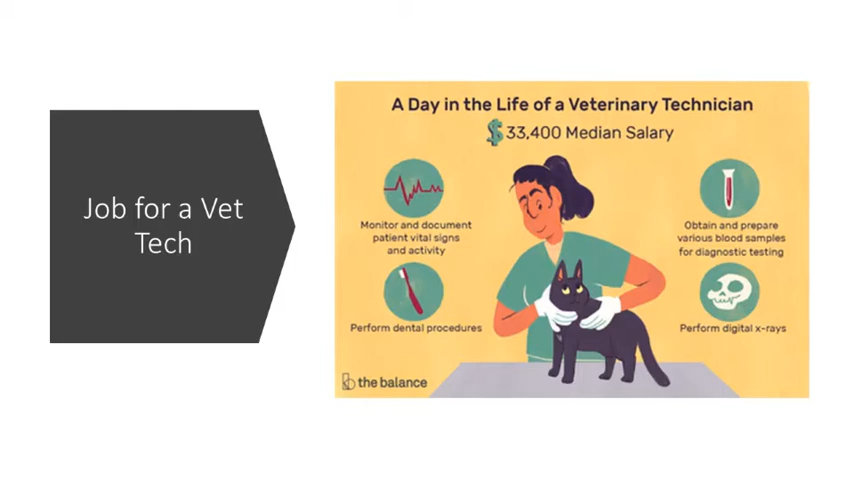 Job for a Vet
Tech
A Day in the Life of a Veterinary Technician
$ 33,400 Median Salary
Monitor and document
patient vital signs
and activity
Perform dental procedures
Obtain and prepare
various blood samples
for diagnostic testing
Perform digital x-rays
the balance